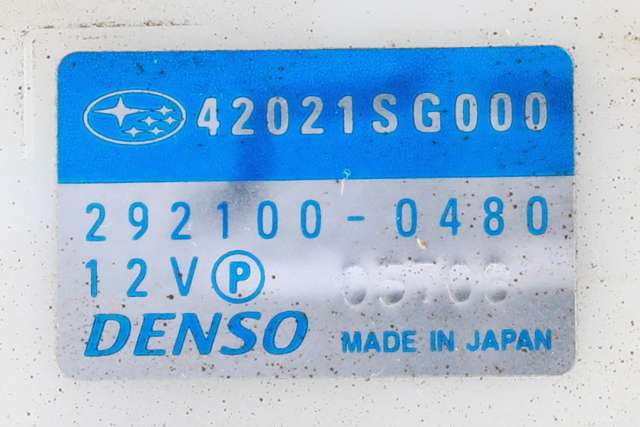 42021SG000
292100-0480
12V Ⓟ
DENSO
MADE IN JAPAN